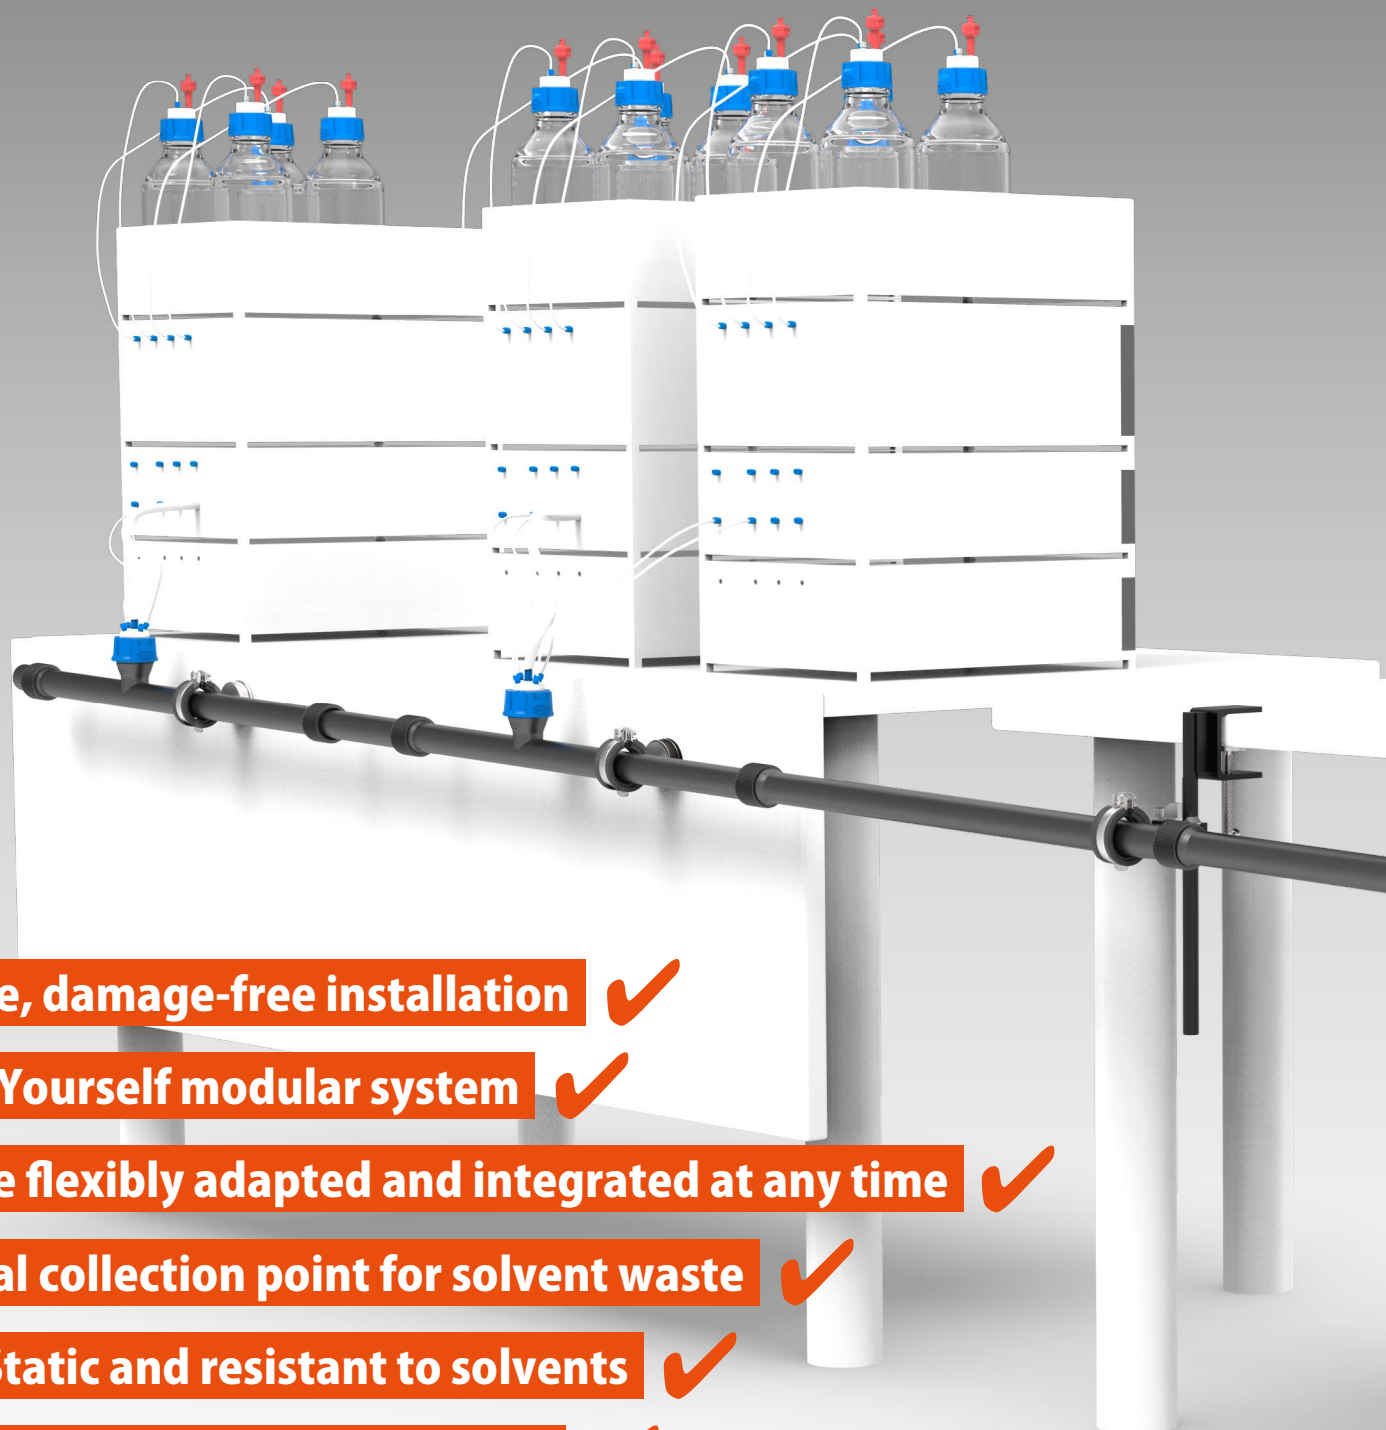 e, damage-free installation
Yourself modular system
e flexibly adapted and integrated at any time
al collection point for solvent waste
Static and resistant to solvents